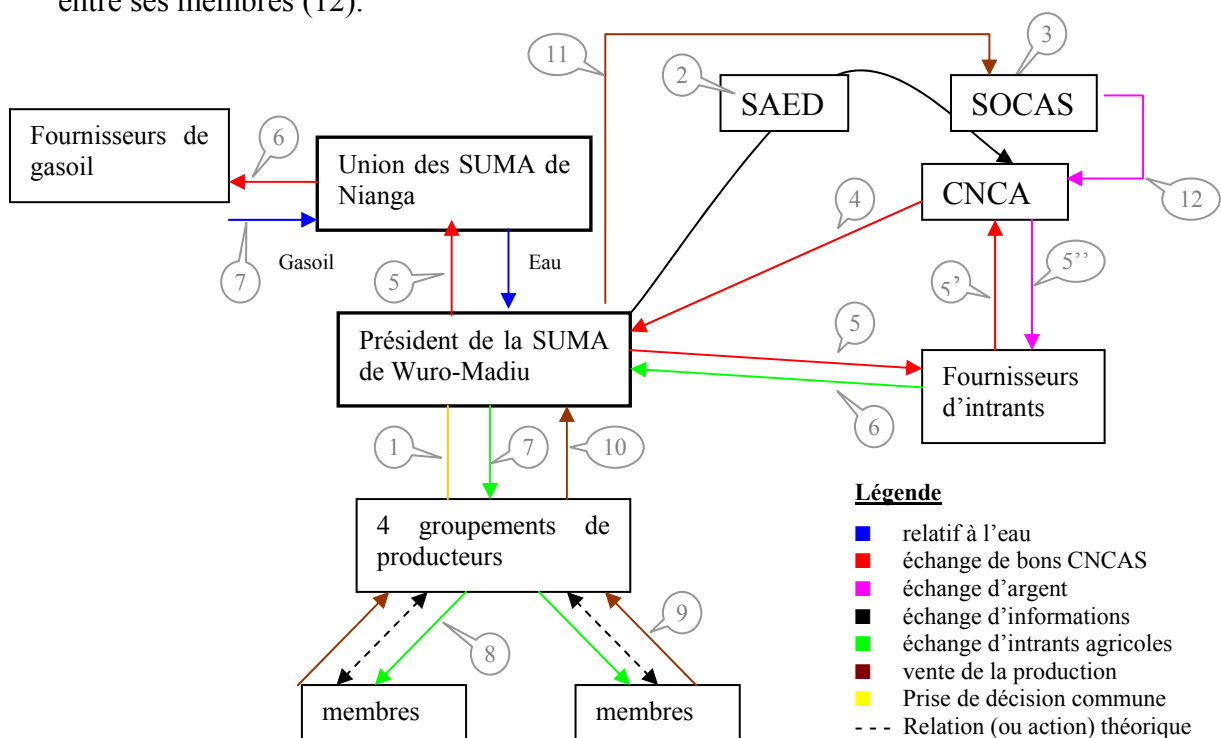 entre ses membres (12).
11
3
2
SAED
SOCAS
Fournisseurs de
gasoil
6
Union des SUMA de
Nianga
CNCA
12
4
7
Gasoil
5
Eau
5'
5''
Président de la SUMA
de Wuro-Madiu
5
Fournisseurs
d'intrants
6
1
7
10
4 groupements de
producteurs
9
8
membres
membres
Légende
relatif à l'eau
échange de bons CNCAS
échange d'argent
échange d'informations
échange d'intrants agricoles
vente de la production
Prise de décision commune
Relation (ou action) théorique